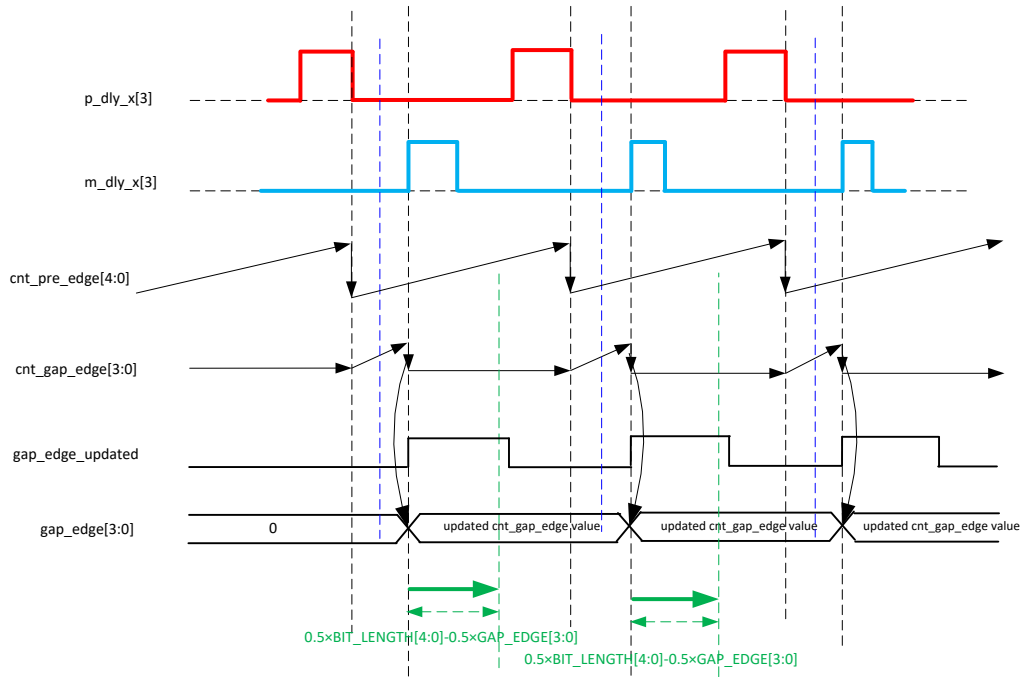 p_dly_x[3]
m_dly_x[3]
cnt_pre_edge[4:0]
cnt_gap_edge[3:0]
gap_edge_updated
gap_edge[3:0]
0
updated cnt_gap_edge value
updated cnt_gap_edge value
updated cnt_gap_edge value
0.5×BIT_LENGTH[4:0]-0.5×GAP_EDGE[3:0]
0.5×BIT_LENGTH[4:0]-0.5×GAP_EDGE[3:0]